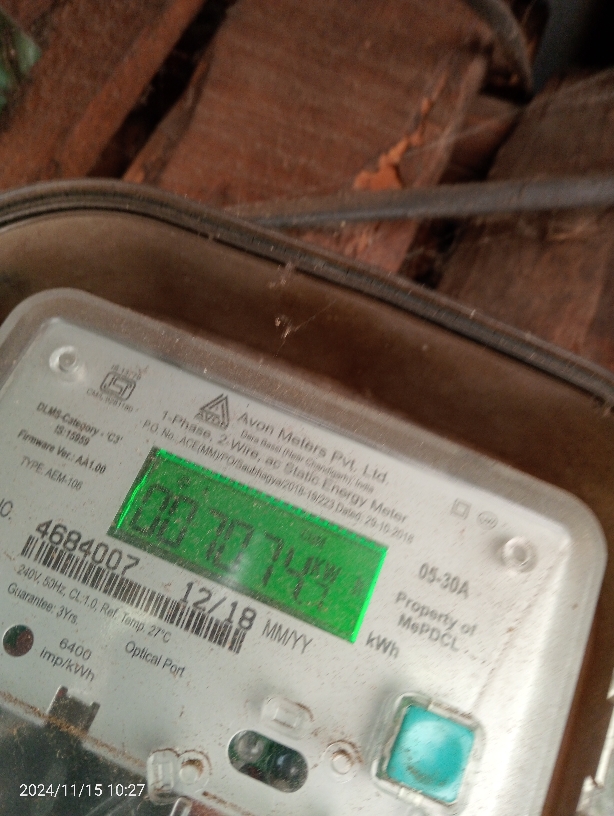 Avon Meters Pvt. Ltd.
1-Phase, 2-Wire, ac Static Energy Meter
DLMS-Category - 'C3'
IS:15959
Firmware Ver.: AA1.00
TYPE: AEM-106
4684007
12/18 MM/YY
kWh
05-30A
Property of
MePDCL
240V, 50Hz, CL.1.0, Ref. Temp. 27°C
Guarantee: 3Yrs.
6400
imp/kWh
Optical Port
2024/11/15 10:27